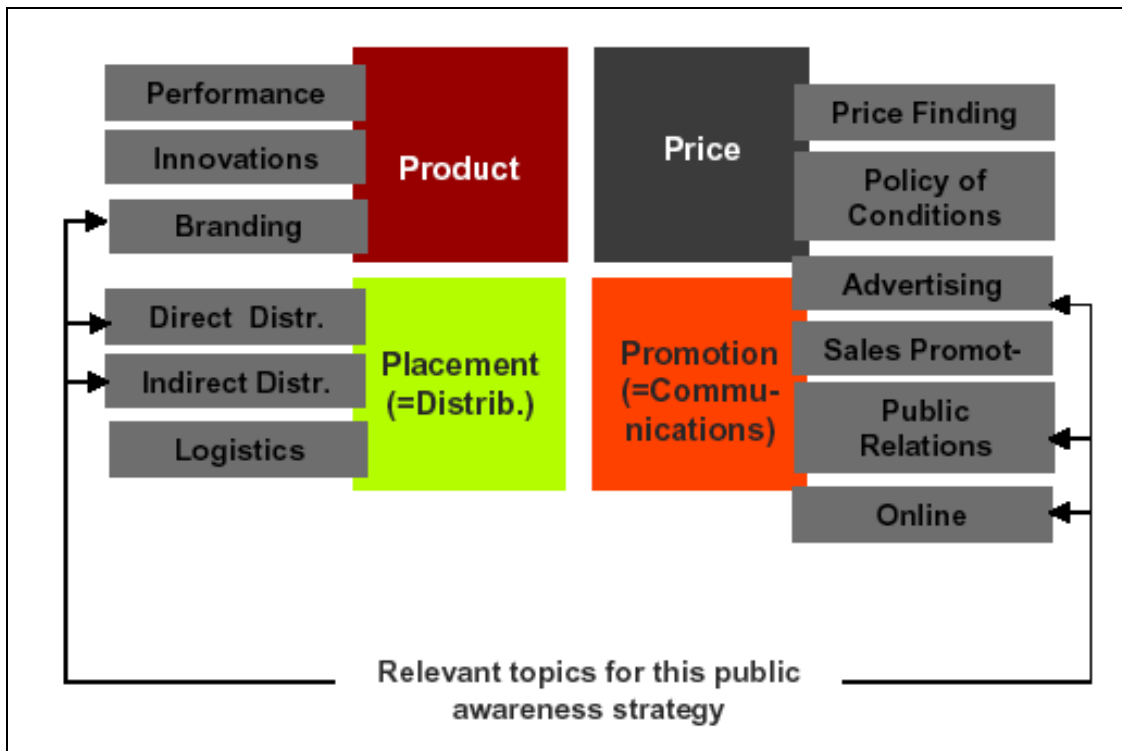 Performance
Innovations
Branding
Product
Price
Price Finding
Policy of
Conditions
Direct Distr.
Indirect Distr.
Logistics
Placement
(=Distrib.)
Promotion
(=Commu-
nications)
Advertising
Sales Promot-
Public
Relations
Online
Relevant topics for this public
awareness strategy